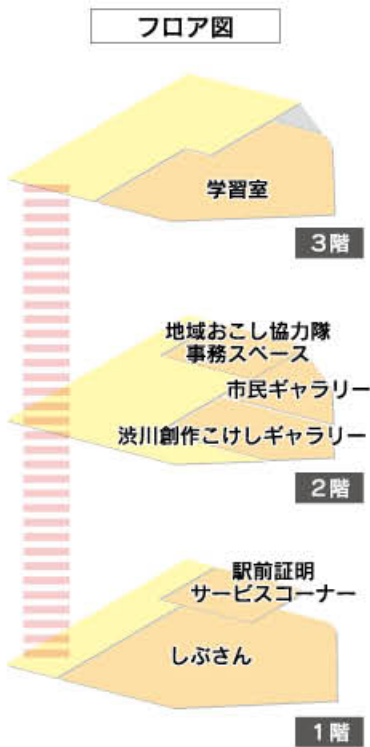 フロア図
学習室
3階
地域おこし協力隊
事務スペース
市民ギャラリー
渋川創作こけしギャラリー
2階
駅前証明
サービスコーナー
しぶさん
1階